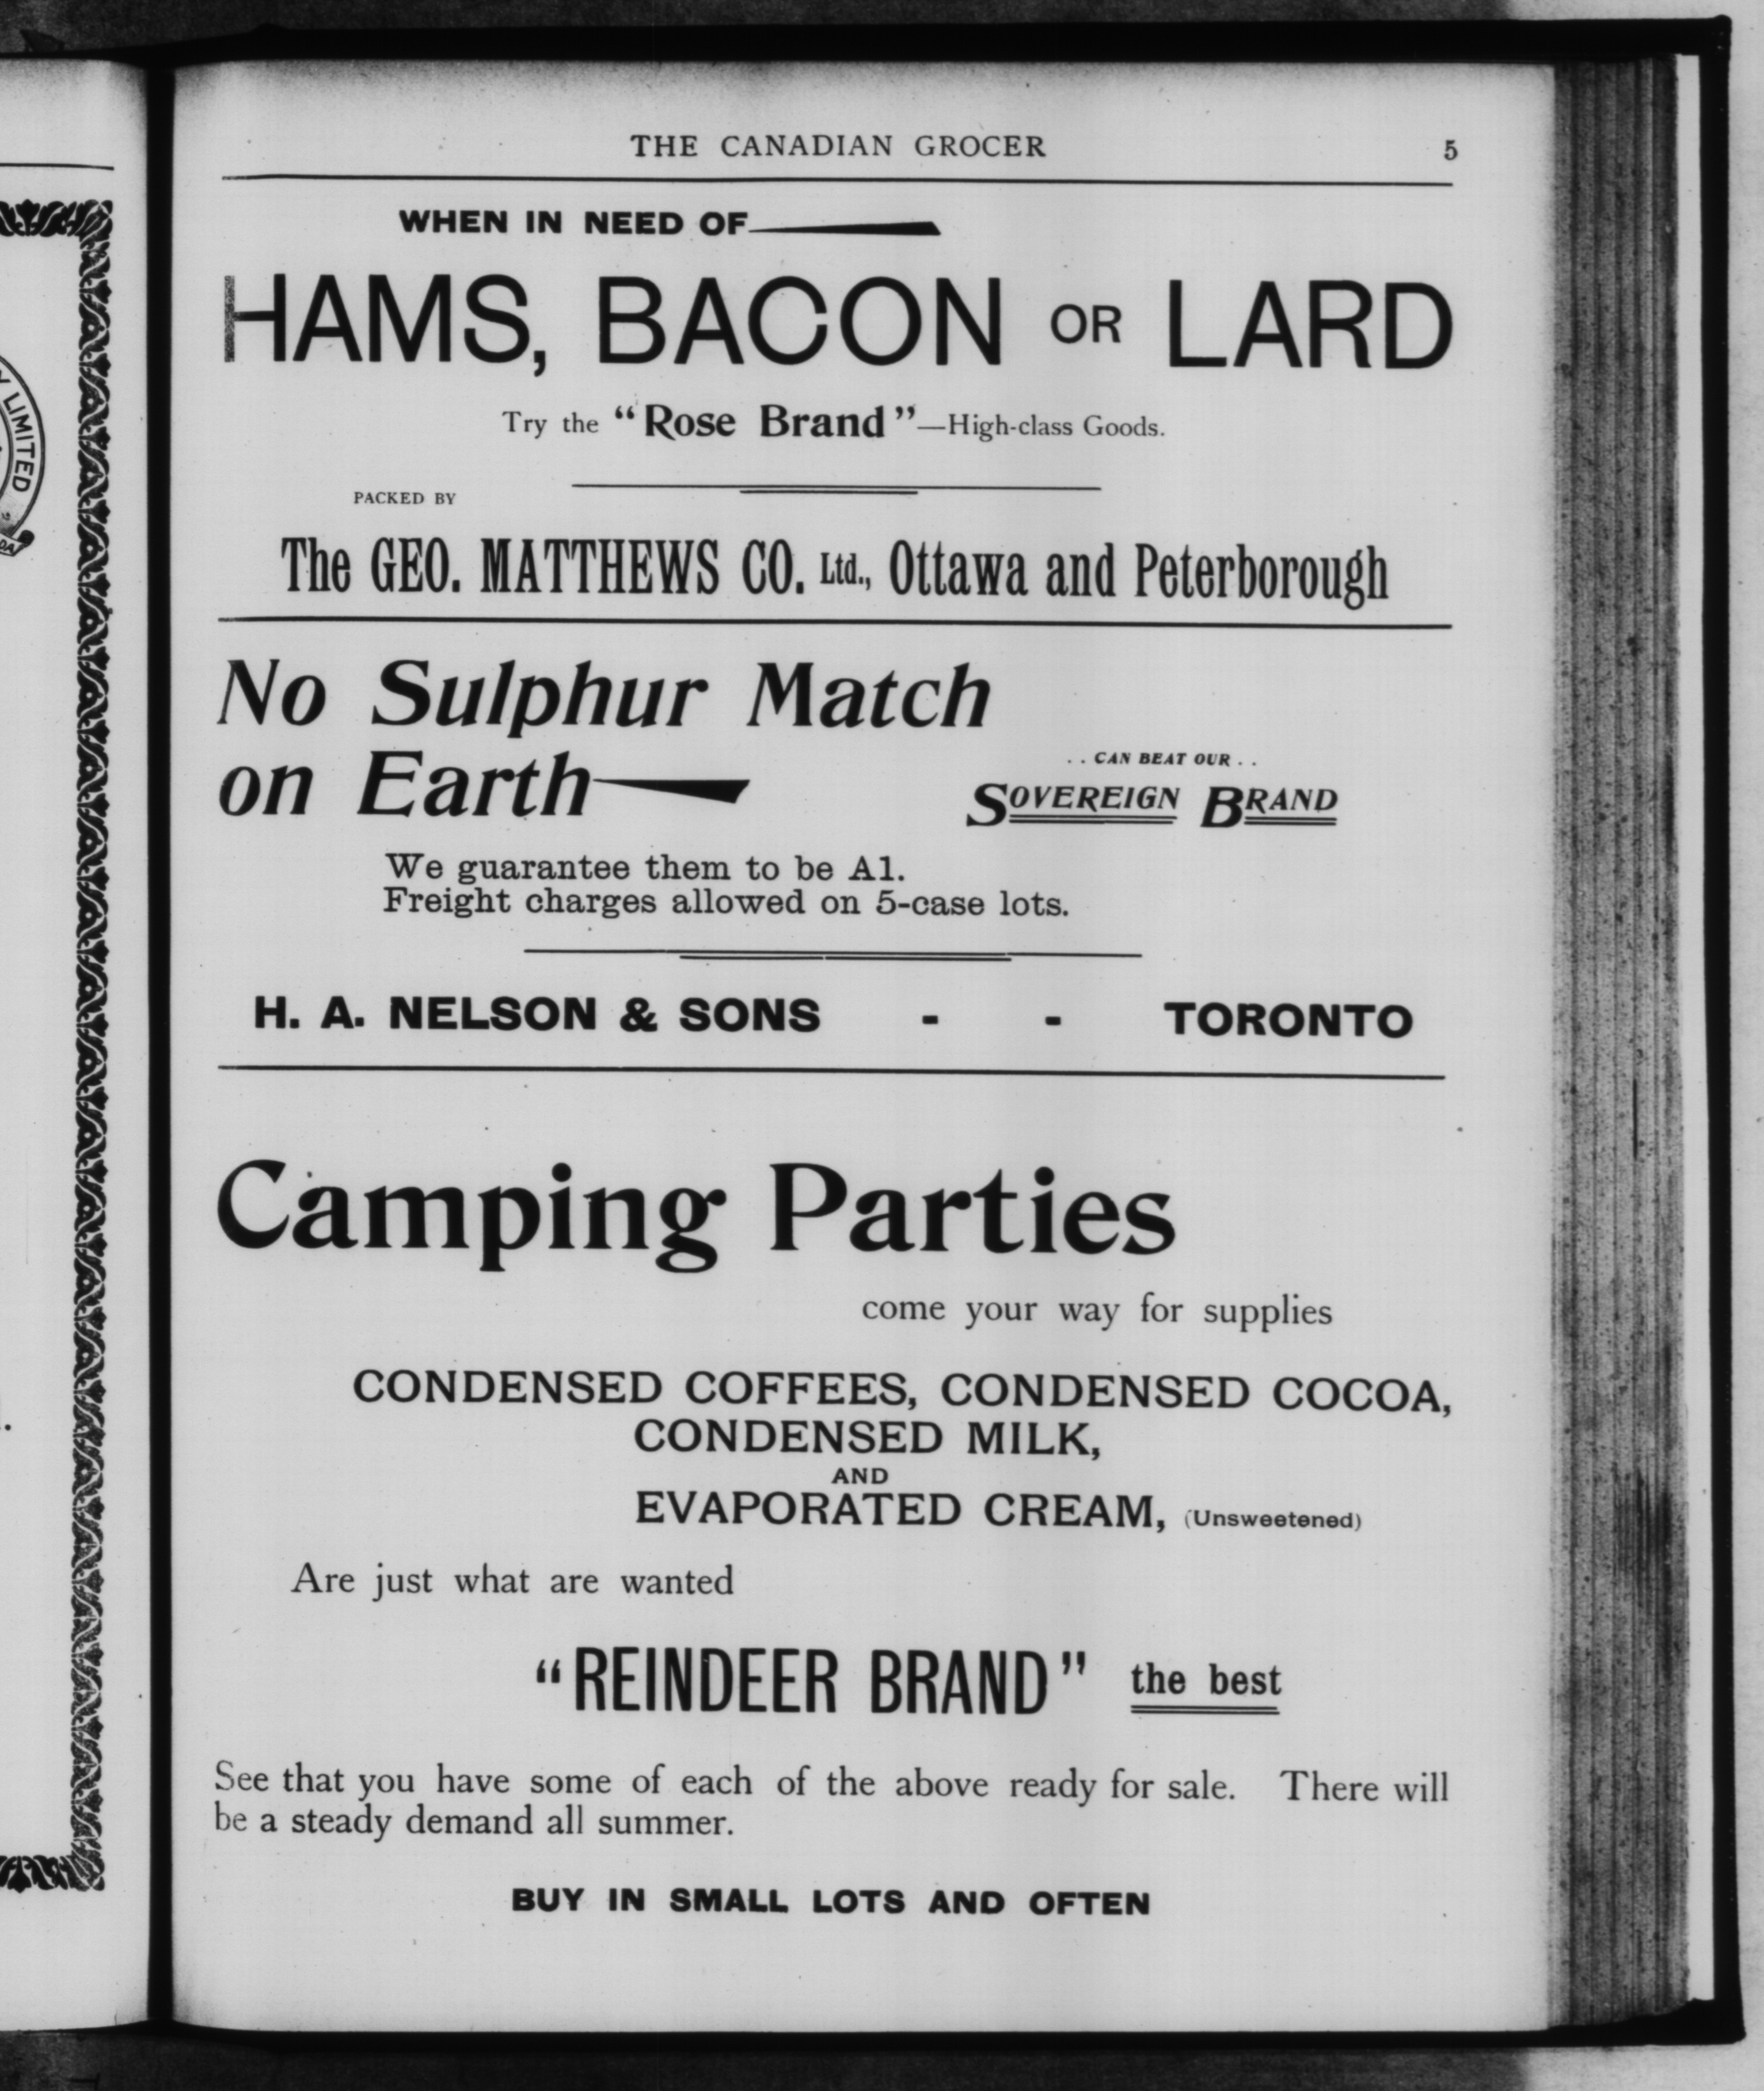 THE CANADIAN GROCER 5
WHEN IN NEED OF
HAMS, BACON OR LARD
Try the "Rose Brand"—High-class Goods.
PACKED BY
The GEO. MATTHEWS CO. Ltd., Ottawa and Peterborough
No Sulphur Match
on Earth
. . CAN BEAT OUR . .
SOVEREIGN BRAND
We guarantee them to be A1.
Freight charges allowed on 5-case lots.
H. A. NELSON & SONS - - TORONTO
Camping Parties
come your way for supplies
CONDENSED COFFEES, CONDENSED COCOA,
CONDENSED MILK,
AND
EVAPORATED CREAM, (Unsweetened)
Are just what are wanted
"REINDEER BRAND" the best
See that you have some of each of the above ready for sale. There will
be a steady demand all summer.
BUY IN SMALL LOTS AND OFTEN
LIMITED